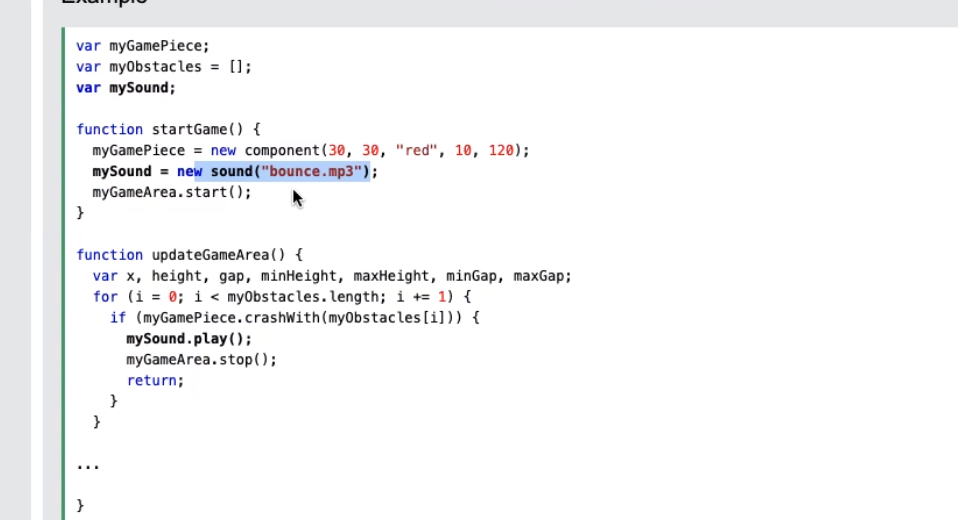 Example
var myGamePiece;
var myObstacles = [];
var mySound;
function startGame() {
myGamePiece = new component(30, 30, "red", 10, 120);
mySound = new sound("bounce.mp3");
myGameArea.start();
}
function updateGameArea() {
var x, height, gap, minHeight, maxHeight, minGap, maxGap;
for (i = 0; i < myObstacles.length; i += 1) {
if (myGamePiece.crashWith(myObstacles[i])) {
mySound.play();
myGameArea.stop();
return;
}
}
...
}